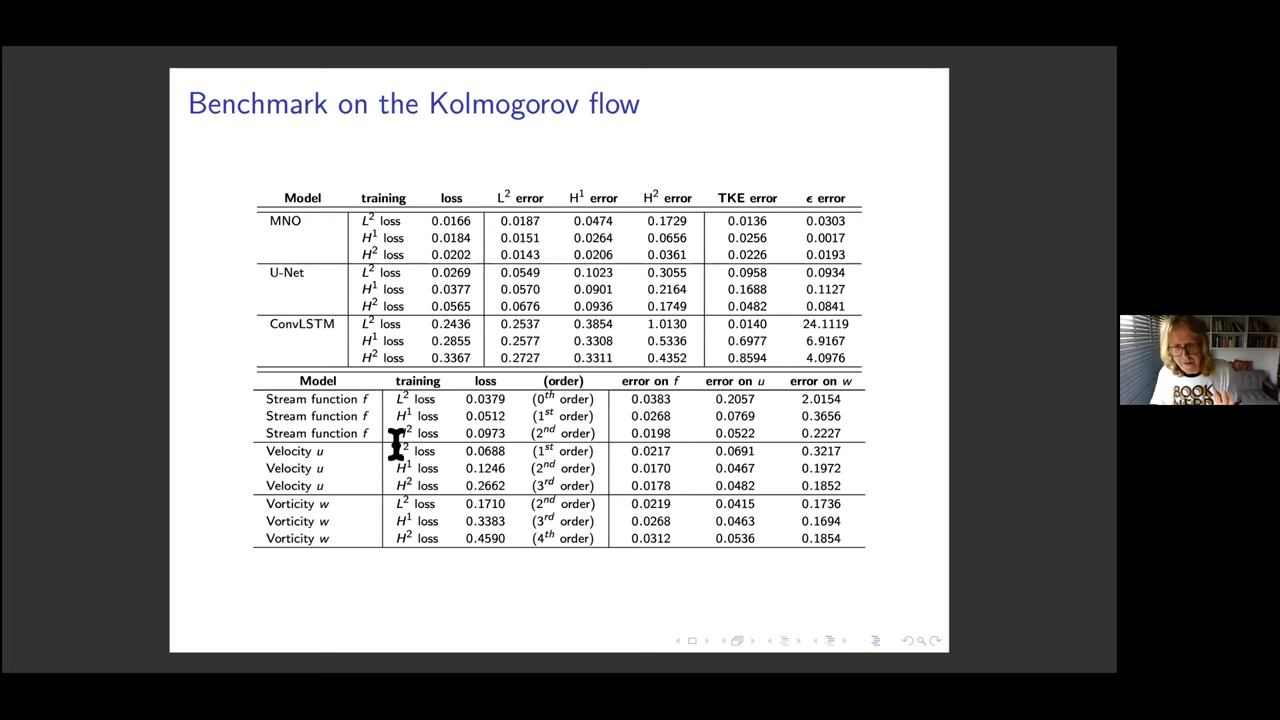 Benchmark on the Kolmogorov flow
Model training loss L² error H¹ error H² error TKE error ϵ error
MNO L² loss 0.0166 0.0187 0.0474 0.1729 0.0136 0.0303
H¹ loss 0.0184 0.0151 0.0264 0.0656 0.0256 0.0017
H² loss 0.0202 0.0143 0.0206 0.0361 0.0226 0.0193
U-Net L² loss 0.0269 0.0549 0.1023 0.3055 0.0958 0.0934
H¹ loss 0.0377 0.0570 0.0901 0.2164 0.1688 0.1127
H² loss 0.0565 0.0676 0.0936 0.1749 0.0482 0.0841
ConvLSTM L² loss 0.2436 0.2537 0.3854 1.0130 0.0140 24.1119
H¹ loss 0.2855 0.2577 0.3308 0.5336 0.6977 6.9167
H² loss 0.3367 0.2727 0.3311 0.4352 0.8594 4.0976
Model training loss (order) error on f error on u error on w
Stream function f L² loss 0.0379 (0th order) 0.0383 0.2057 2.0154
Stream function f H¹ loss 0.0512 (1st order) 0.0268 0.0769 0.3656
Stream function f ² loss 0.0973 (2nd order) 0.0198 0.0522 0.2227
Velocity u ² loss 0.0688 (1st order) 0.0217 0.0691 0.3217
Velocity u H¹ loss 0.1246 (2nd order) 0.0170 0.0467 0.1972
Velocity u H² loss 0.2662 (3rd order) 0.0178 0.0482 0.1852
Vorticity w L² loss 0.1710 (2nd order) 0.0219 0.0415 0.1736
Vorticity w H¹ loss 0.3383 (3rd order) 0.0268 0.0463 0.1694
Vorticity w H² loss 0.4590 (4th order) 0.0312 0.0536 0.1854
BOOK